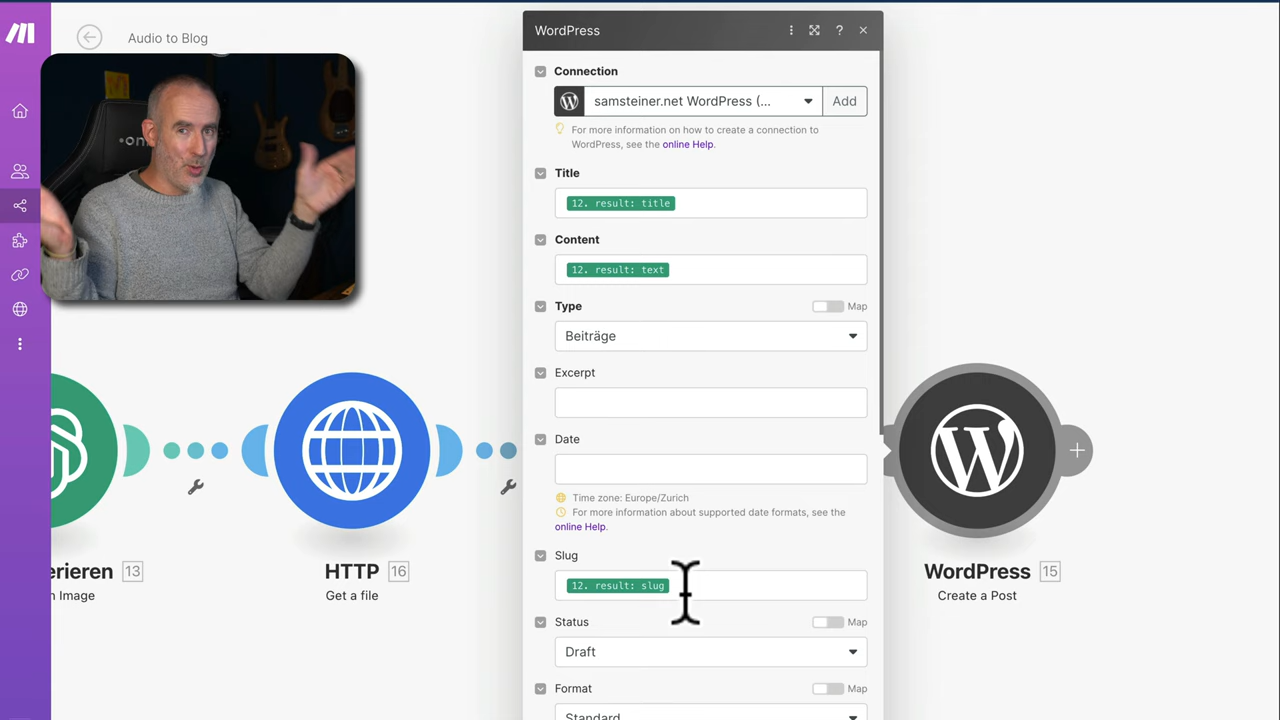 Audio to Blog
WordPress
Connection
samsteiner.net WordPress (...
Add
For more information on how to create a connection to
WordPress, see the online Help.
Title
12. result: title
Content
12. result: text
Type
Map
Beiträge
Excerpt
Date
Time zone: Europe/Zurich
For more information about supported date formats, see the
online Help.
Slug
12. result: slug
Status
Map
Draft
Format
Map
Standard
erieren 13
n Image
HTTP 16
Get a file
WordPress 15
Create a Post